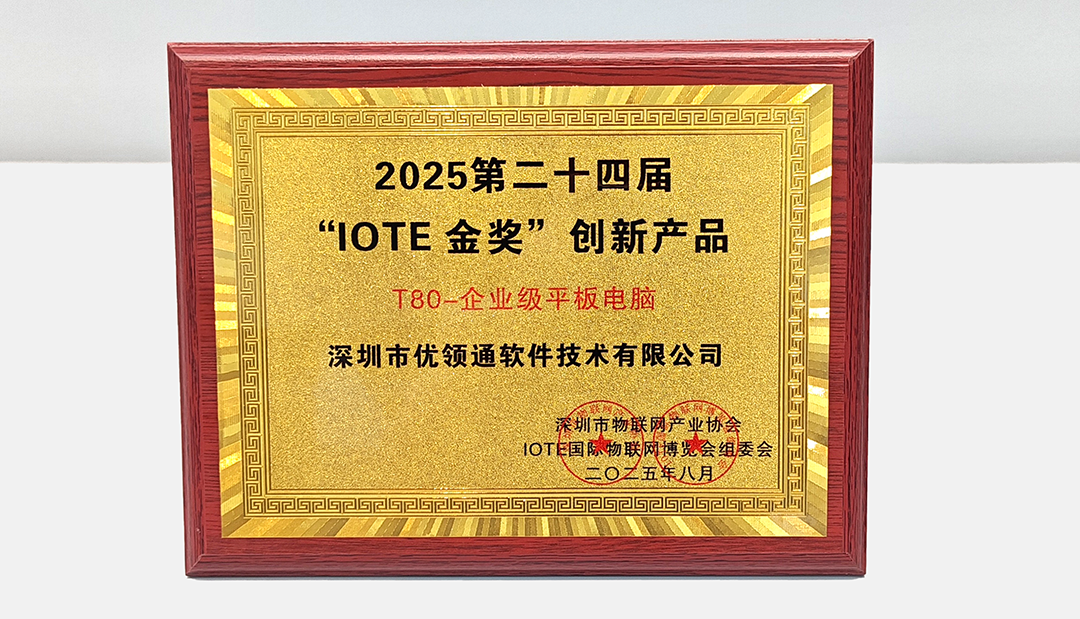 2025第二十四届
“IOTE 金奖”创新产品
T80-企业级平板电脑
深圳市优领通软件技术有限公司
深圳市物联网产业协会
IOTE国际物联网博览会组委会
二〇二五年八月